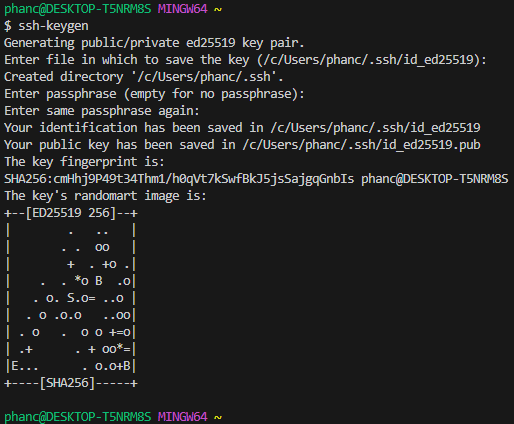 phanc@DESKTOP-T5NRM8S MINGW64 ~
$ ssh-keygen
Generating public/private ed25519 key pair.
Enter file in which to save the key (/c/Users/phanc/.ssh/id_ed25519):
Created directory '/c/Users/phanc/.ssh'.
Enter passphrase (empty for no passphrase):
Enter same passphrase again:
Your identification has been saved in /c/Users/phanc/.ssh/id_ed25519
Your public key has been saved in /c/Users/phanc/.ssh/id_ed25519.pub
The key fingerprint is:
SHA256:cmHhj9P49t34Thm1/h0qVt7kSwfBkJ5jsSajgqGnbIs phanc@DESKTOP-T5NRM8S
The key's randomart image is:
+--[ED25519 256]--+
|        .   ..   |
|       . .  oo   |
|        +  . +o .|
|    .  . *o B  .o|
|   . o. S.o= ..o |
|  . o .o.o   ..oo|
| . o   .  o o +=o|
| .+      . + oo*=|
|E...      . o.o+B|
+----[SHA256]-----+
phanc@DESKTOP-T5NRM8S MINGW64 ~